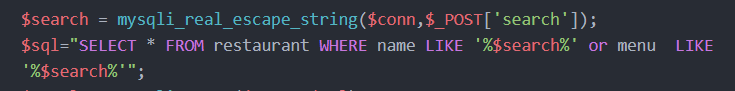 $search = mysqli_real_escape_string($conn,$_POST['search']);
$sql="SELECT * FROM restaurant WHERE name LIKE '%$search%' or menu  LIKE
'%$search%'";